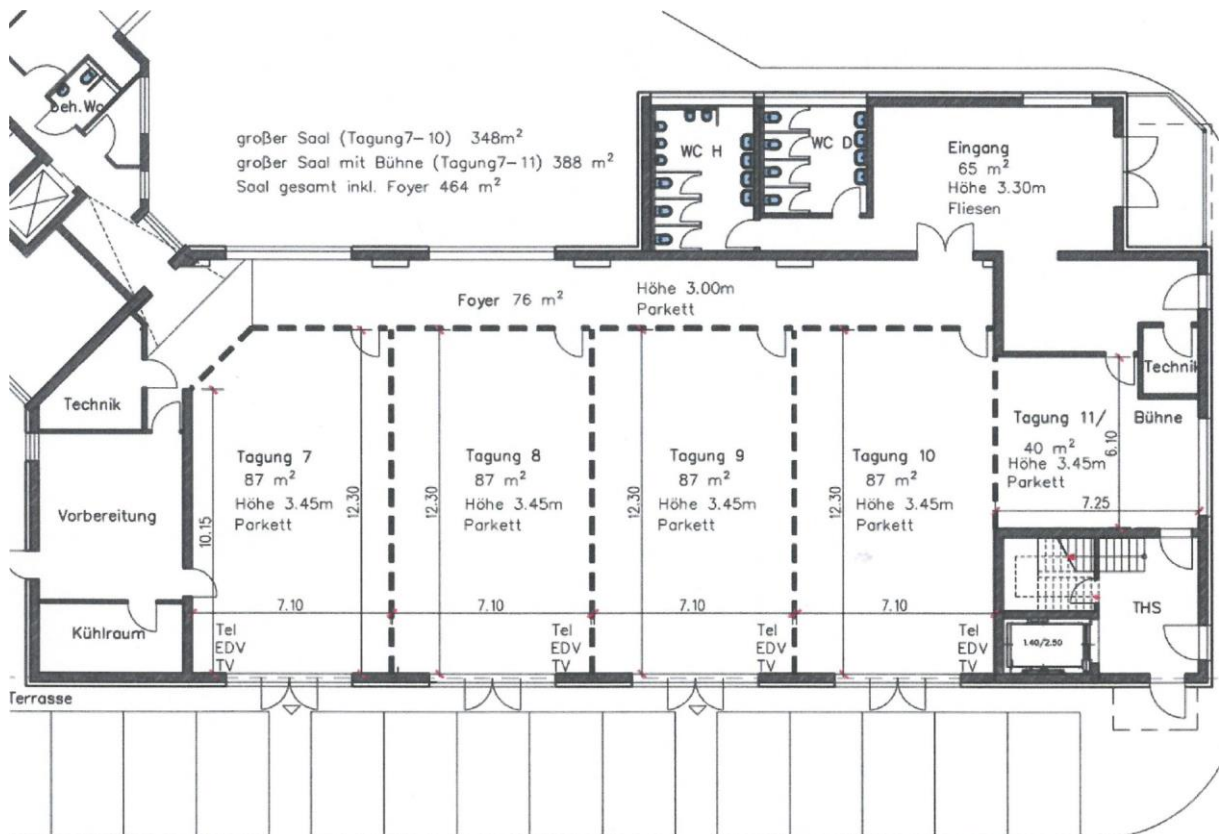 beh.Wc
großer Saal (Tagung7-10) 348m²
großer Saal mit Bühne (Tagung7-11) 388 m²
Saal gesamt inkl. Foyer 464 m²
WC H
WC D
Eingang
65 m²
Höhe 3.30m
Fliesen
Foyer 76 m²
Höhe 3.00m
Parkett
Technik
Technik
Tagung 7
87 m²
Höhe 3.45m
Parkett
10.15
12.30
Tagung 8
87 m²
Höhe 3.45m
Parkett
12.30
Tagung 9
87 m²
Höhe 3.45m
Parkett
12.30
Tagung 10
87 m²
Höhe 3.45m
Parkett
12.30
Tagung 11/
Bühne
40 m²
Höhe 3.45m
Parkett
6.10
7.25
Vorbereitung
Kühlraum
7.10
7.10
7.10
7.10
Tel
EDV
TV
Tel
EDV
TV
Tel
EDV
TV
Tel
EDV
TV
THS
1.40/2.50
Terrasse